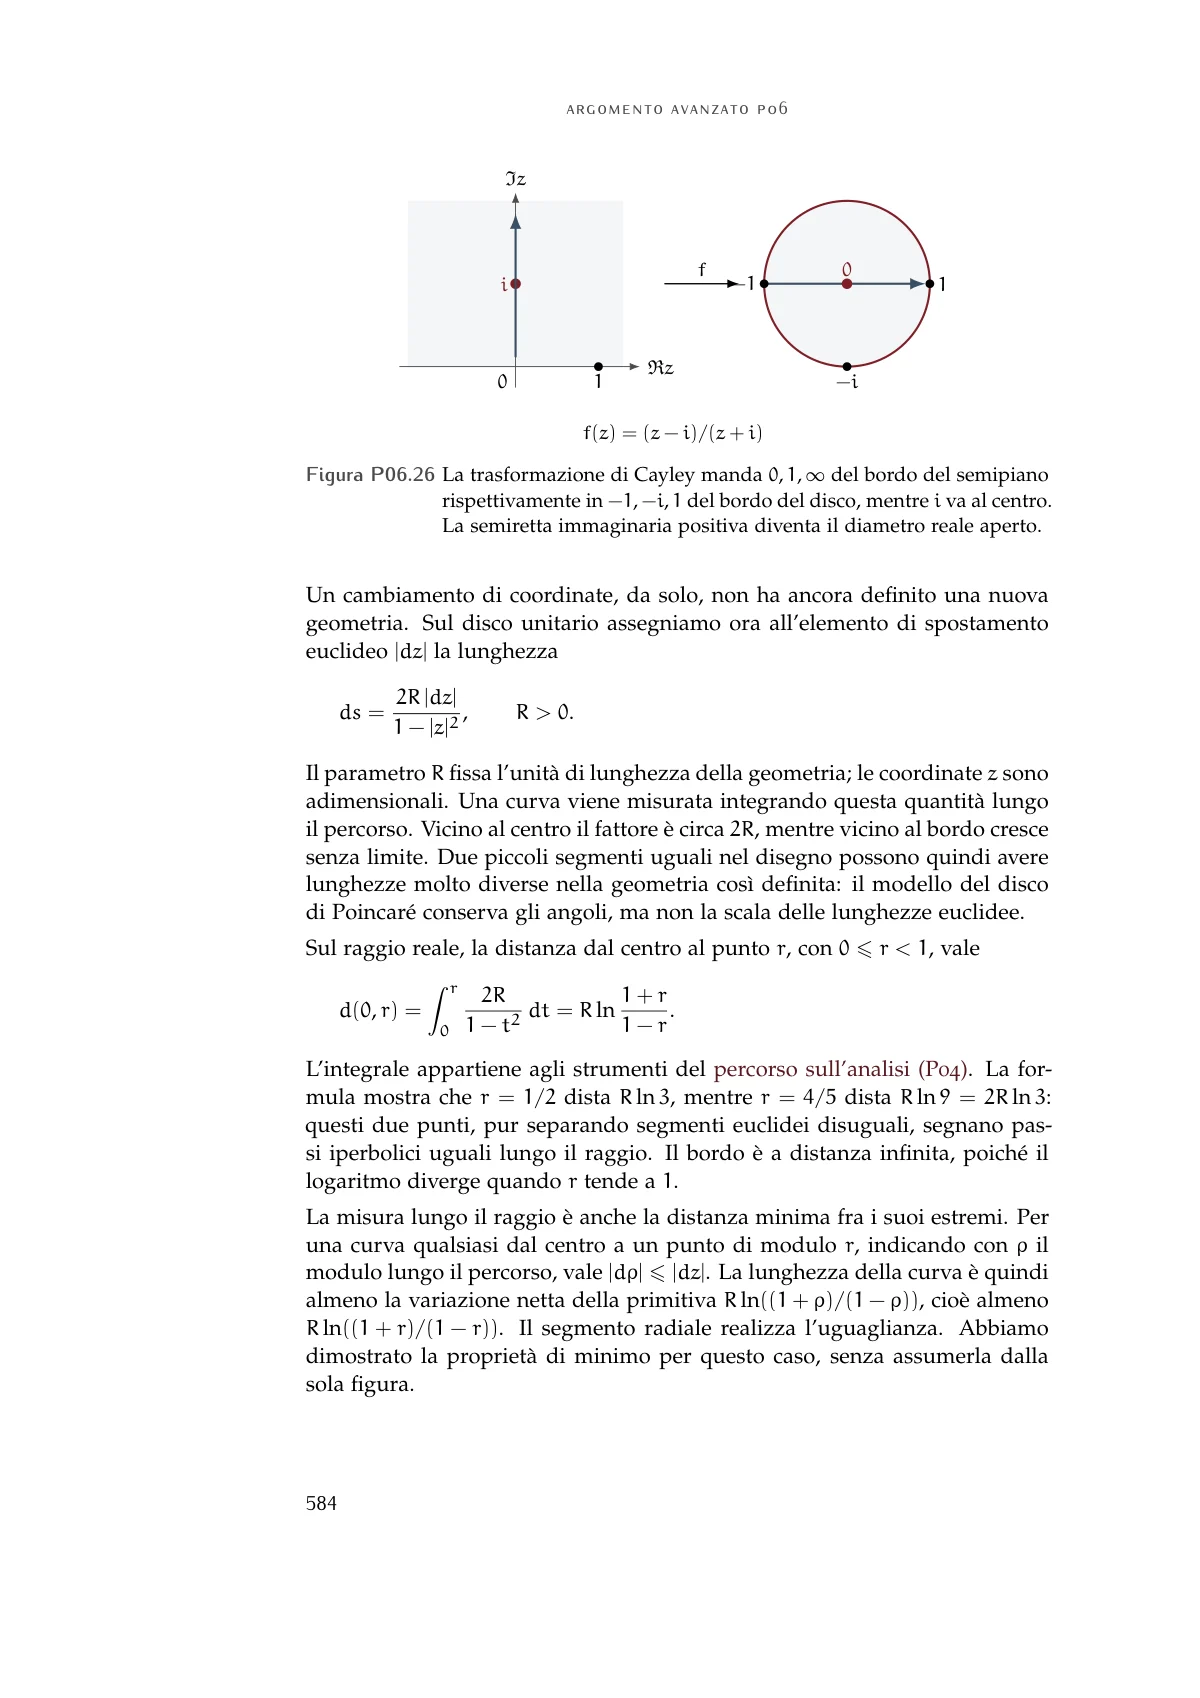 ARGOMENTO AVANZATO P06
ℑz
i
0
1
ℜz
f
−1
0
1
−i
f(z) = (z − i)/(z + i)
Figura P06.26 La trasformazione di Cayley manda 0, 1, ∞ del bordo del semipiano
rispettivamente in −1, −i, 1 del bordo del disco, mentre i va al centro.
La semiretta immaginaria positiva diventa il diametro reale aperto.
Un cambiamento di coordinate, da solo, non ha ancora definito una nuova
geometria. Sul disco unitario assegniamo ora all'elemento di spostamento
euclideo |dz| la lunghezza
ds = 2R |dz| / (1 − |z|²), R > 0.
Il parametro R fissa l'unità di lunghezza della geometria; le coordinate z sono
adimensionali. Una curva viene misurata integrando questa quantità lungo
il percorso. Vicino al centro il fattore è circa 2R, mentre vicino al bordo cresce
senza limite. Due piccoli segmenti uguali nel disegno possono quindi avere
lunghezze molto diverse nella geometria così definita: il modello del disco
di Poincaré conserva gli angoli, ma non la scala delle lunghezze euclidee.
Sul raggio reale, la distanza dal centro al punto r, con 0 ⩽ r < 1, vale
d(0, r) = ∫₀ʳ 2R / (1 − t²) dt = R ln (1 + r) / (1 − r).
L'integrale appartiene agli strumenti del percorso sull'analisi (P04). La for-
mula mostra che r = 1/2 dista R ln 3, mentre r = 4/5 dista R ln 9 = 2R ln 3:
questi due punti, pur separando segmenti euclidei disuguali, segnano pas-
si iperbolici uguali lungo il raggio. Il bordo è a distanza infinita, poiché il
logaritmo diverge quando r tende a 1.
La misura lungo il raggio è anche la distanza minima fra i suoi estremi. Per
una curva qualsiasi dal centro a un punto di modulo r, indicando con ρ il
modulo lungo il percorso, vale |dρ| ⩽ |dz|. La lunghezza della curva è quindi
almeno la variazione netta della primitiva R ln((1 + ρ)/(1 − ρ)), cioè almeno
R ln((1 + r)/(1 − r)). Il segmento radiale realizza l'uguaglianza. Abbiamo
dimostrato la proprietà di minimo per questo caso, senza assumerla dalla
sola figura.
584